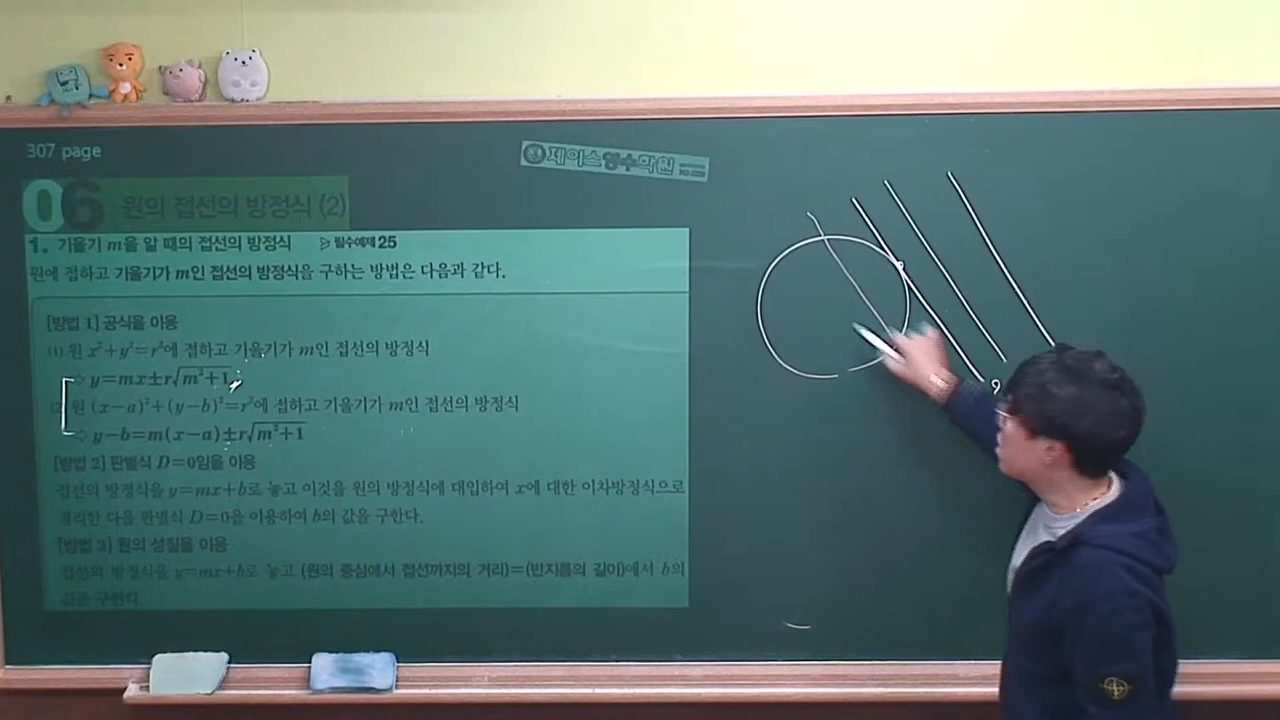 307 page
제이스영수학원
06 원의 접선의 방정식 (2)
1. 기울기 m을 알 때의 접선의 방정식 ▷ 필수예제 25
원에 접하고 기울기가 m인 접선의 방정식을 구하는 방법은 다음과 같다.
[방법 1] 공식을 이용
(1) 원 x²+y²=r²에 접하고 기울기가 m인 접선의 방정식
⇨ y=mx±r√(m²+1)
(2) 원 (x-a)²+(y-b)²=r²에 접하고 기울기가 m인 접선의 방정식
⇨ y-b=m(x-a)±r√(m²+1)
[방법 2] 판별식 D=0임을 이용
접선의 방정식을 y=mx+b로 놓고 이것을 원의 방정식에 대입하여 x에 대한 이차방정식으로
정리한 다음 판별식 D=0을 이용하여 b의 값을 구한다.
[방법 3] 원의 성질을 이용
접선의 방정식을 y=mx+b로 놓고 (원의 중심에서 접선까지의 거리)=(반지름의 길이)에서 b의
값을 구한다.